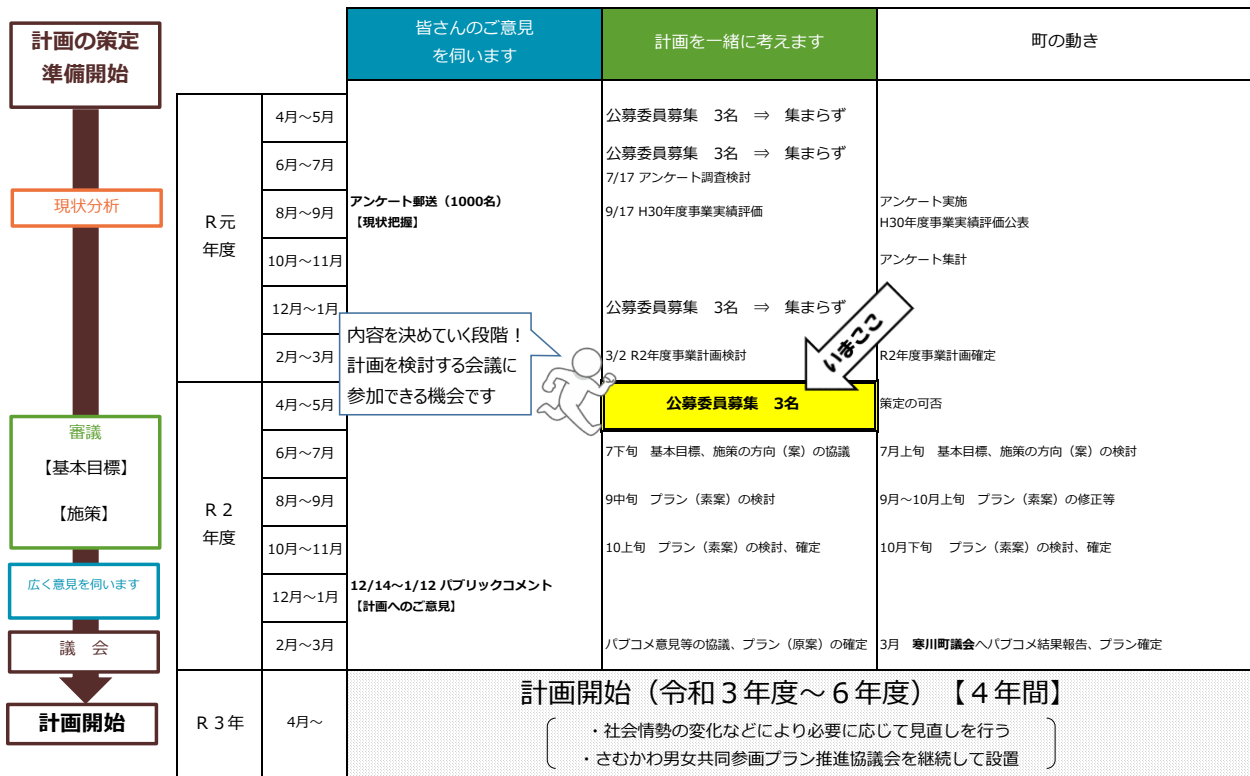 計画の策定
準備開始
現状分析
審議
【基本目標】
【施策】
広く意見を伺います
議　会
計画開始
皆さんのご意見
を伺います
計画を一緒に考えます
町の動き
Ｒ元
年度
4月～5月
公募委員募集　3名　⇒　集まらず
6月～7月
公募委員募集　3名　⇒　集まらず
7/17 アンケート調査検討
8月～9月
アンケート郵送（1000名）
【現状把握】
9/17 H30年度事業実績評価
アンケート実施
H30年度事業実績評価公表
10月～11月
アンケート集計
12月～1月
公募委員募集　3名　⇒　集まらず
2月～3月
3/2 R2年度事業計画検討
R2年度事業計画確定
内容を決めていく段階！
計画を検討する会議に
参加できる機会です
いまここ
Ｒ２
年度
4月～5月
公募委員募集　3名
策定の可否
6月～7月
7下旬　基本目標、施策の方向（案）の協議
7月上旬　基本目標、施策の方向（案）の検討
8月～9月
9中旬　プラン（素案）の検討
9月～10月上旬　プラン（素案）の修正等
10月～11月
10上旬　プラン（素案）の検討、確定
10月下旬　プラン（素案）の検討、確定
12月～1月
12/14～1/12 パブリックコメント
【計画へのご意見】
2月～3月
パブコメ意見等の協議、プラン（原案）の確定
3月　寒川町議会へパブコメ結果報告、プラン確定
Ｒ３年
4月～
計画開始（令和３年度～６年度）【４年間】
・社会情勢の変化などにより必要に応じて見直しを行う
・さむかわ男女共同参画プラン推進協議会を継続して設置